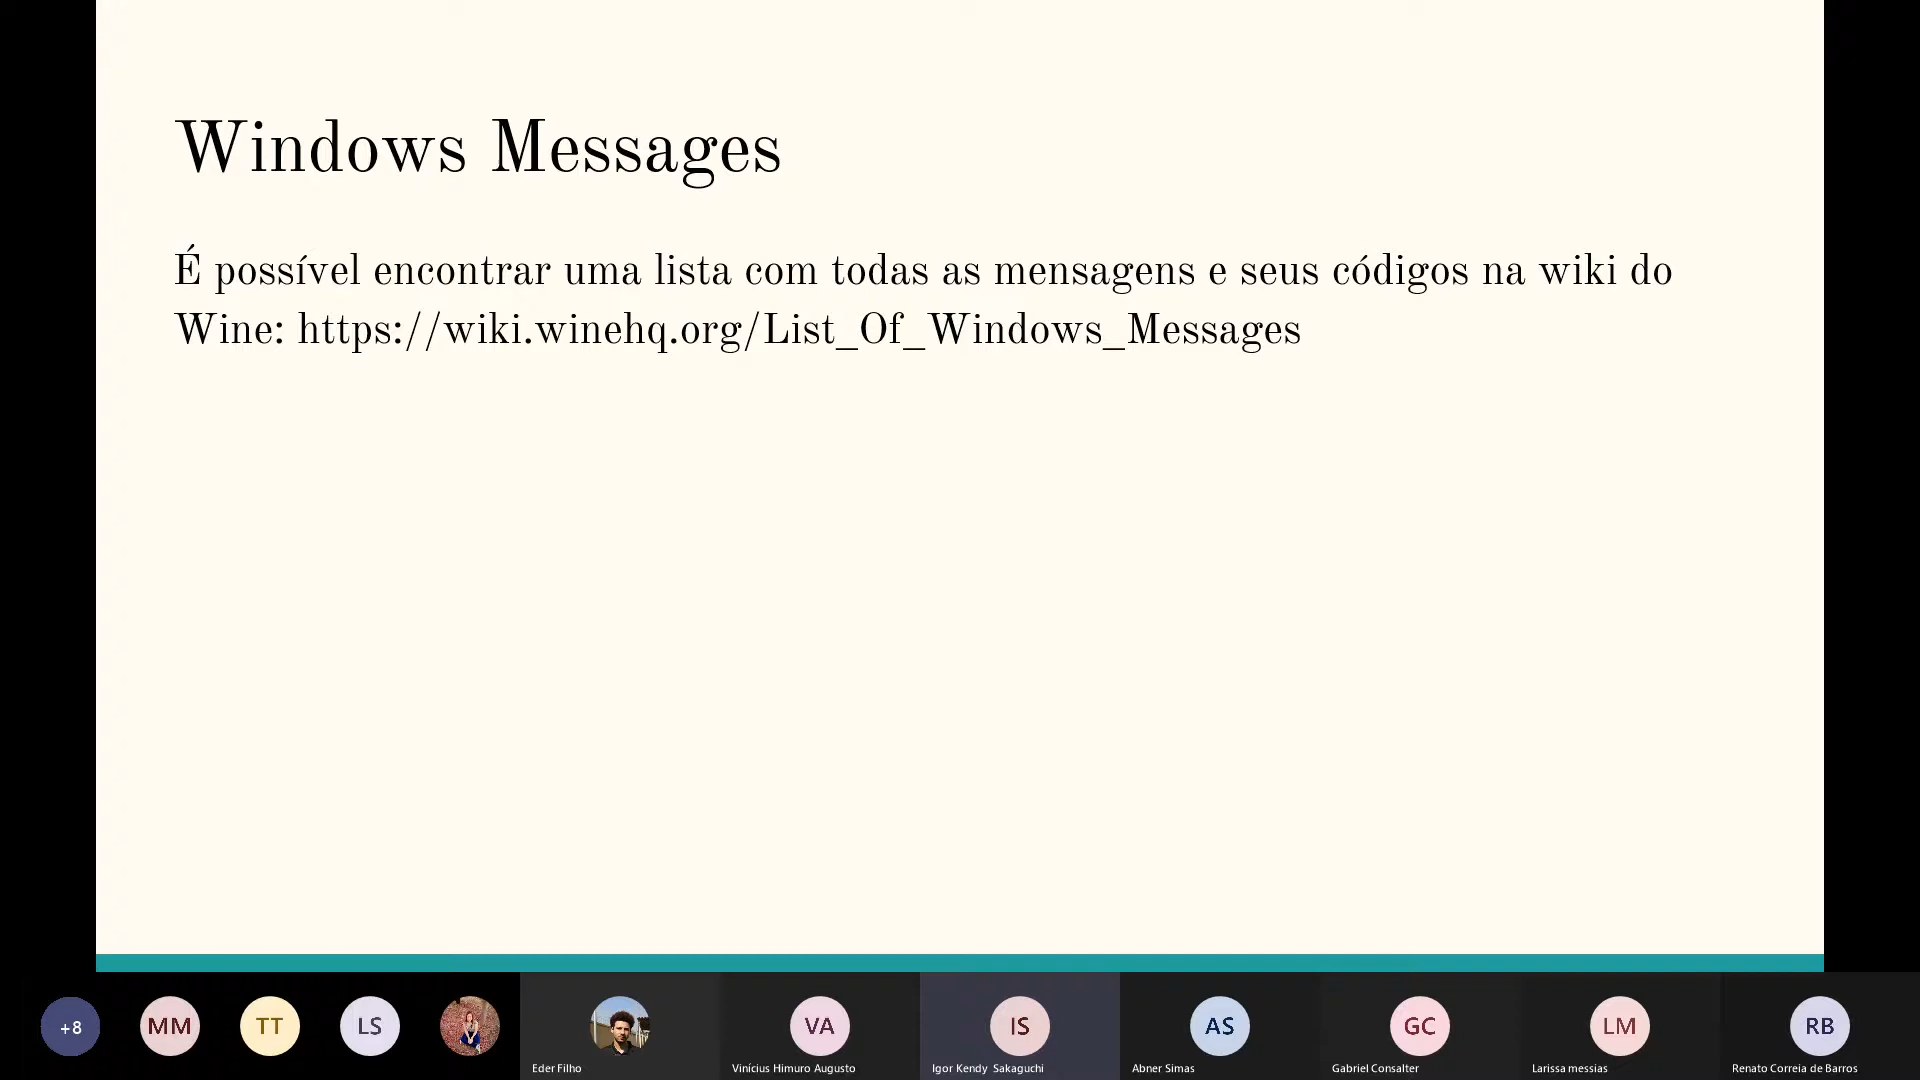 Windows Messages
É possível encontrar uma lista com todas as mensagens e seus códigos na wiki do
Wine: https://wiki.winehq.org/List_Of_Windows_Messages
+8
MM
TT
LS
VA
IS
AS
GC
LM
RB
Eder Filho
Vinícius Himuro Augusto
Igor Kendy Sakaguchi
Abner Simas
Gabriel Consalter
Larissa messias
Renato Correia de Barros